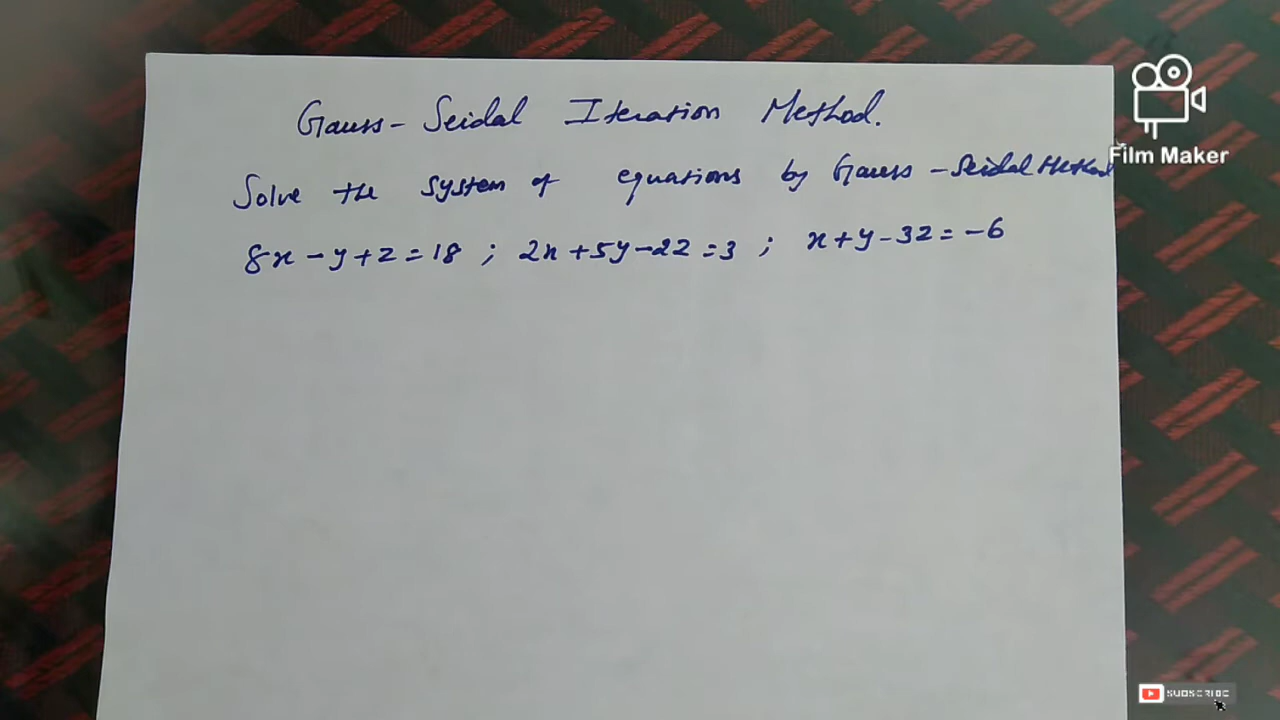 Gauss-Seidal Iteration Method.
Solve the system of equations by Gauss-Seidal Method
8x-y+z=18 ; 2x+5y-2z=3 ; x+y-3z=-6
Film Maker
SUBSCRIBE